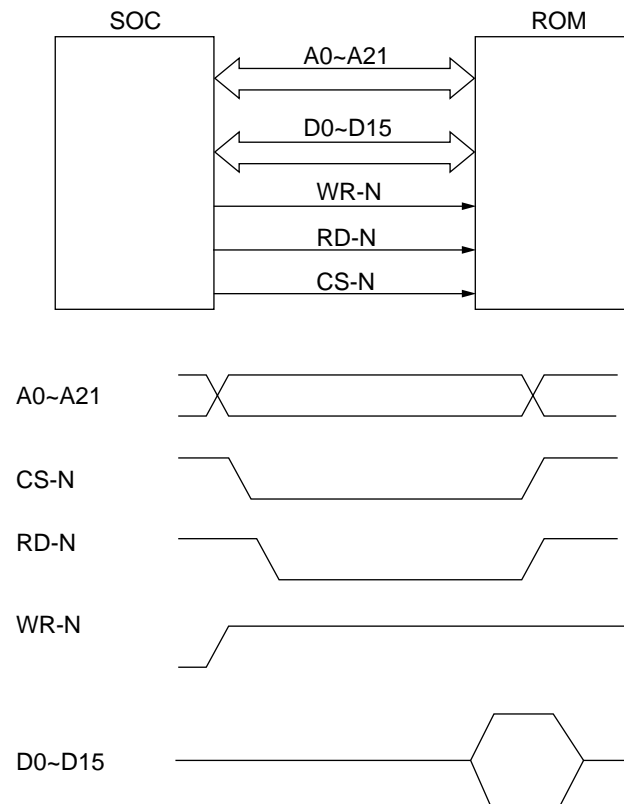 SOC
ROM
A0~A21
D0~D15
WR-N
RD-N
CS-N
A0~A21
CS-N
RD-N
WR-N
D0~D15